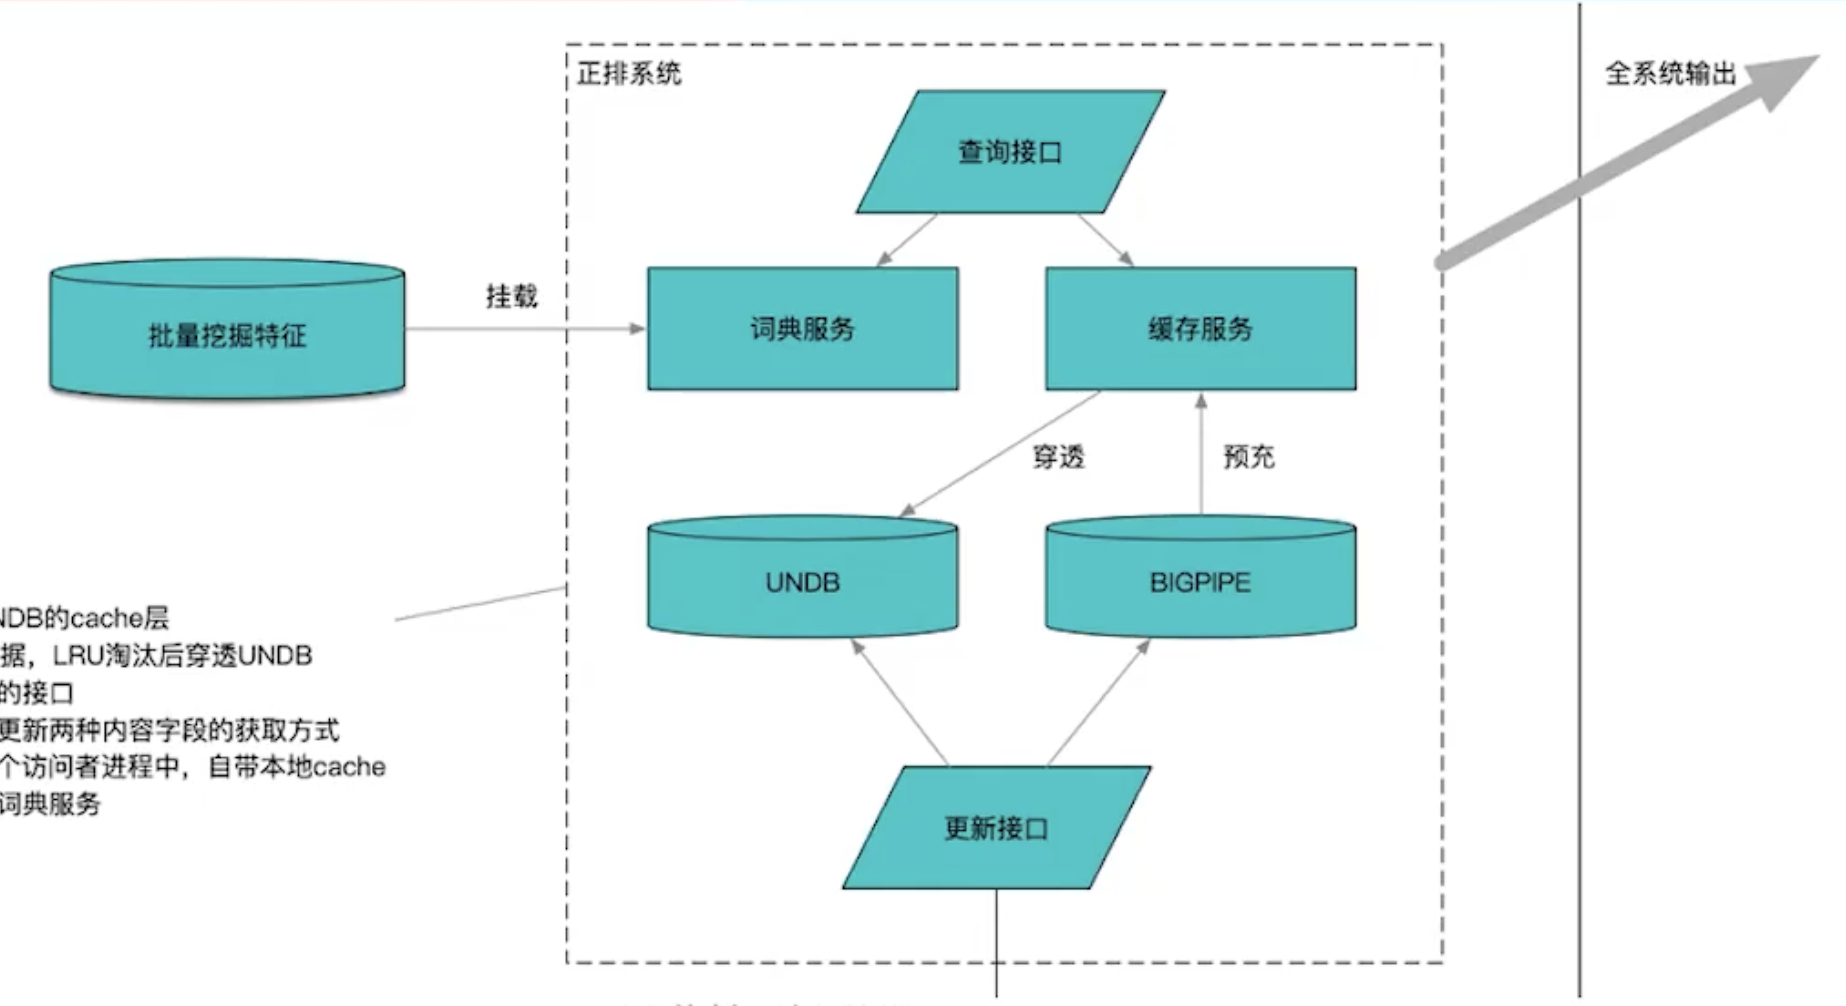 正排系统
全系统输出
查询接口
挂载
批量挖掘特征
词典服务
缓存服务
穿透
预充
UNDB
BIGPIPE
NDB的cache层
据，LRU淘汰后穿透UNDB
的接口
更新两种内容字段的获取方式
个访问者进程中，自带本地cache
词典服务
更新接口